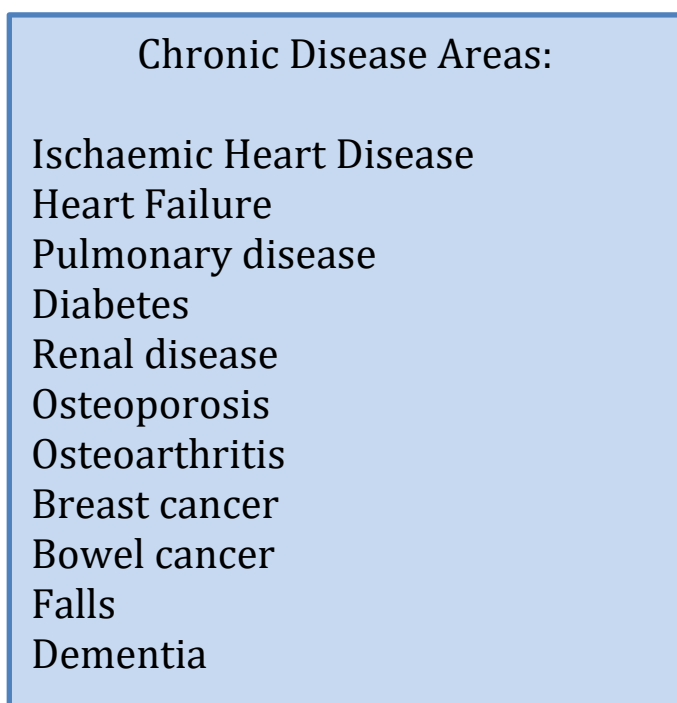 Chronic Disease Areas:
Ischaemic Heart Disease
Heart Failure
Pulmonary disease
Diabetes
Renal disease
Osteoporosis
Osteoarthritis
Breast cancer
Bowel cancer
Falls
Dementia